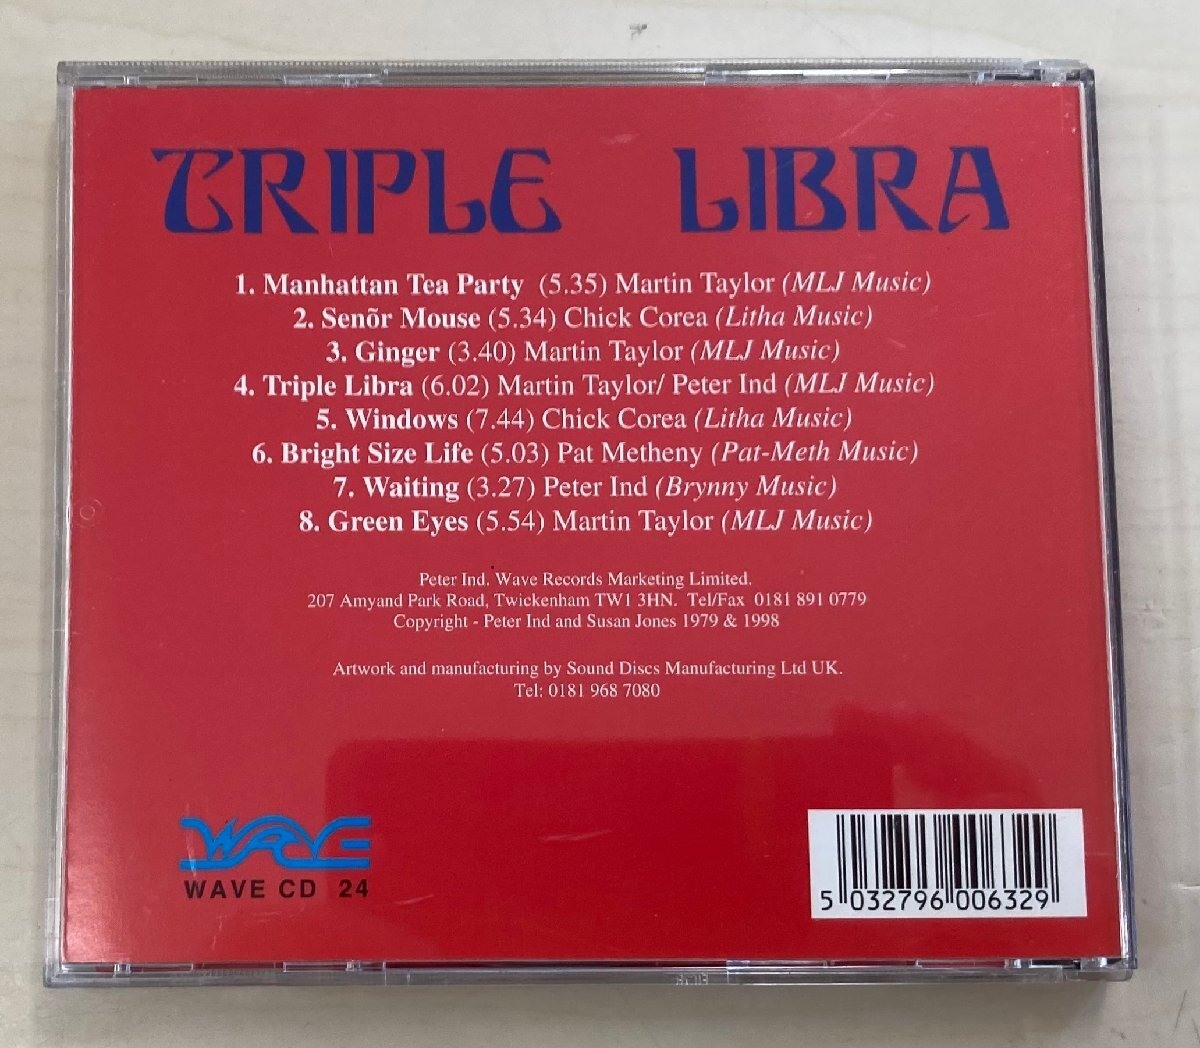 TRIPLE LIBRA
1. Manhattan Tea Party (5.35) Martin Taylor (MLJ Music)
2. Senõr Mouse (5.34) Chick Corea (Litha Music)
3. Ginger (3.40) Martin Taylor (MLJ Music)
4. Triple Libra (6.02) Martin Taylor/ Peter Ind (MLJ Music)
5. Windows (7.44) Chick Corea (Litha Music)
6. Bright Size Life (5.03) Pat Metheny (Pat-Meth Music)
7. Waiting (3.27) Peter Ind (Brynny Music)
8. Green Eyes (5.54) Martin Taylor (MLJ Music)
Peter Ind. Wave Records Marketing Limited.
207 Amyand Park Road, Twickenham TW1 3HN. Tel/Fax 0181 891 0779
Copyright - Peter Ind and Susan Jones 1979 & 1998
Artwork and manufacturing by Sound Discs Manufacturing Ltd UK.
Tel: 0181 968 7080
WAVE
WAVE CD 24
5 032796 006329